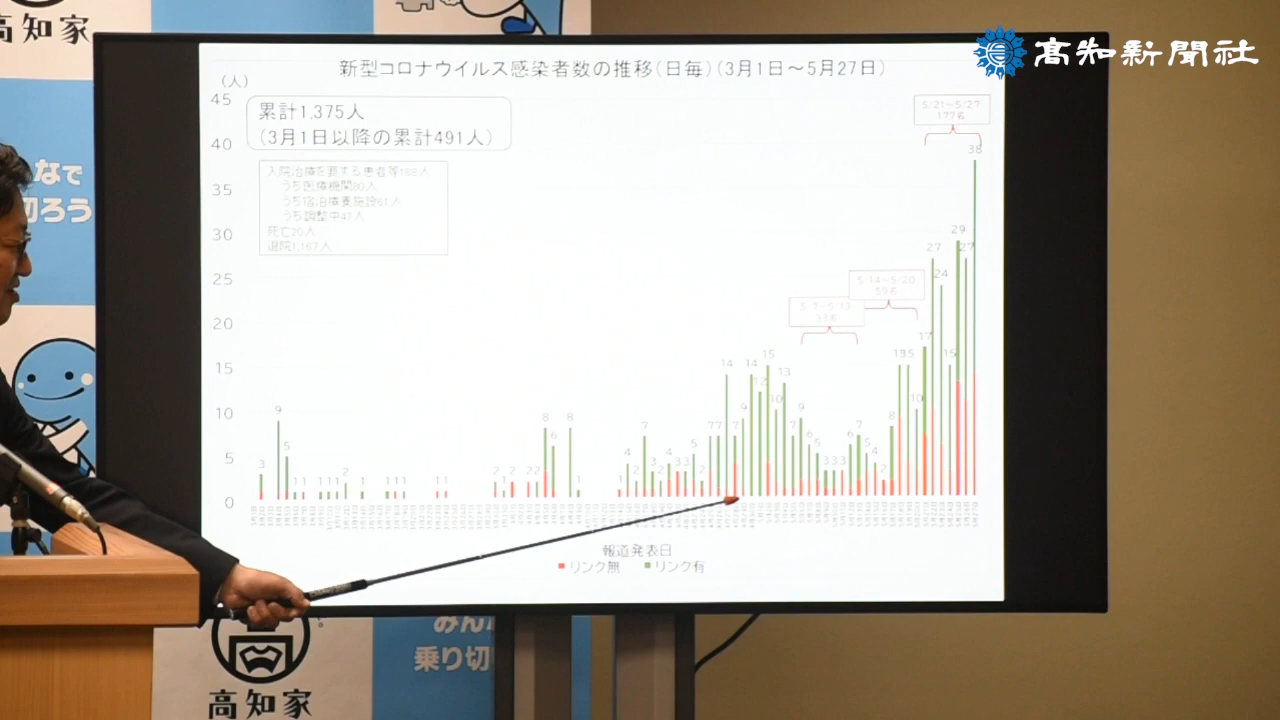 高知家
高知新聞社
新型コロナウイルス感染者数の推移(日毎)(3月1日～5月27日)
(人)
累計1,375人
(3月1日以降の累計491人)
入院治療を要する患者等188人
うち医療機関80人
うち宿泊療養施設61人
うち調整中47人
死亡20人
退院1,167人
5/21～5/27
177名
5/14～5/20
59名
5/7～5/13
33名
45
40
35
30
25
20
15
10
5
0
3 9 5 1 1 1 1 1 2 1 1 1 1 1 1 2 1 2 2 2 8 6 8 1 1 4 2 7 3 2 4 3 3 5 2 7 7 14 7 9 14 12 15 10 13 7 9 6 5 3 3 3 6 7 5 4 2 8 15 15 10 17 27 24 15 29 27 38
報道発表日
リンク無 リンク有
なで
切ろう
高知家
みん
乗り切